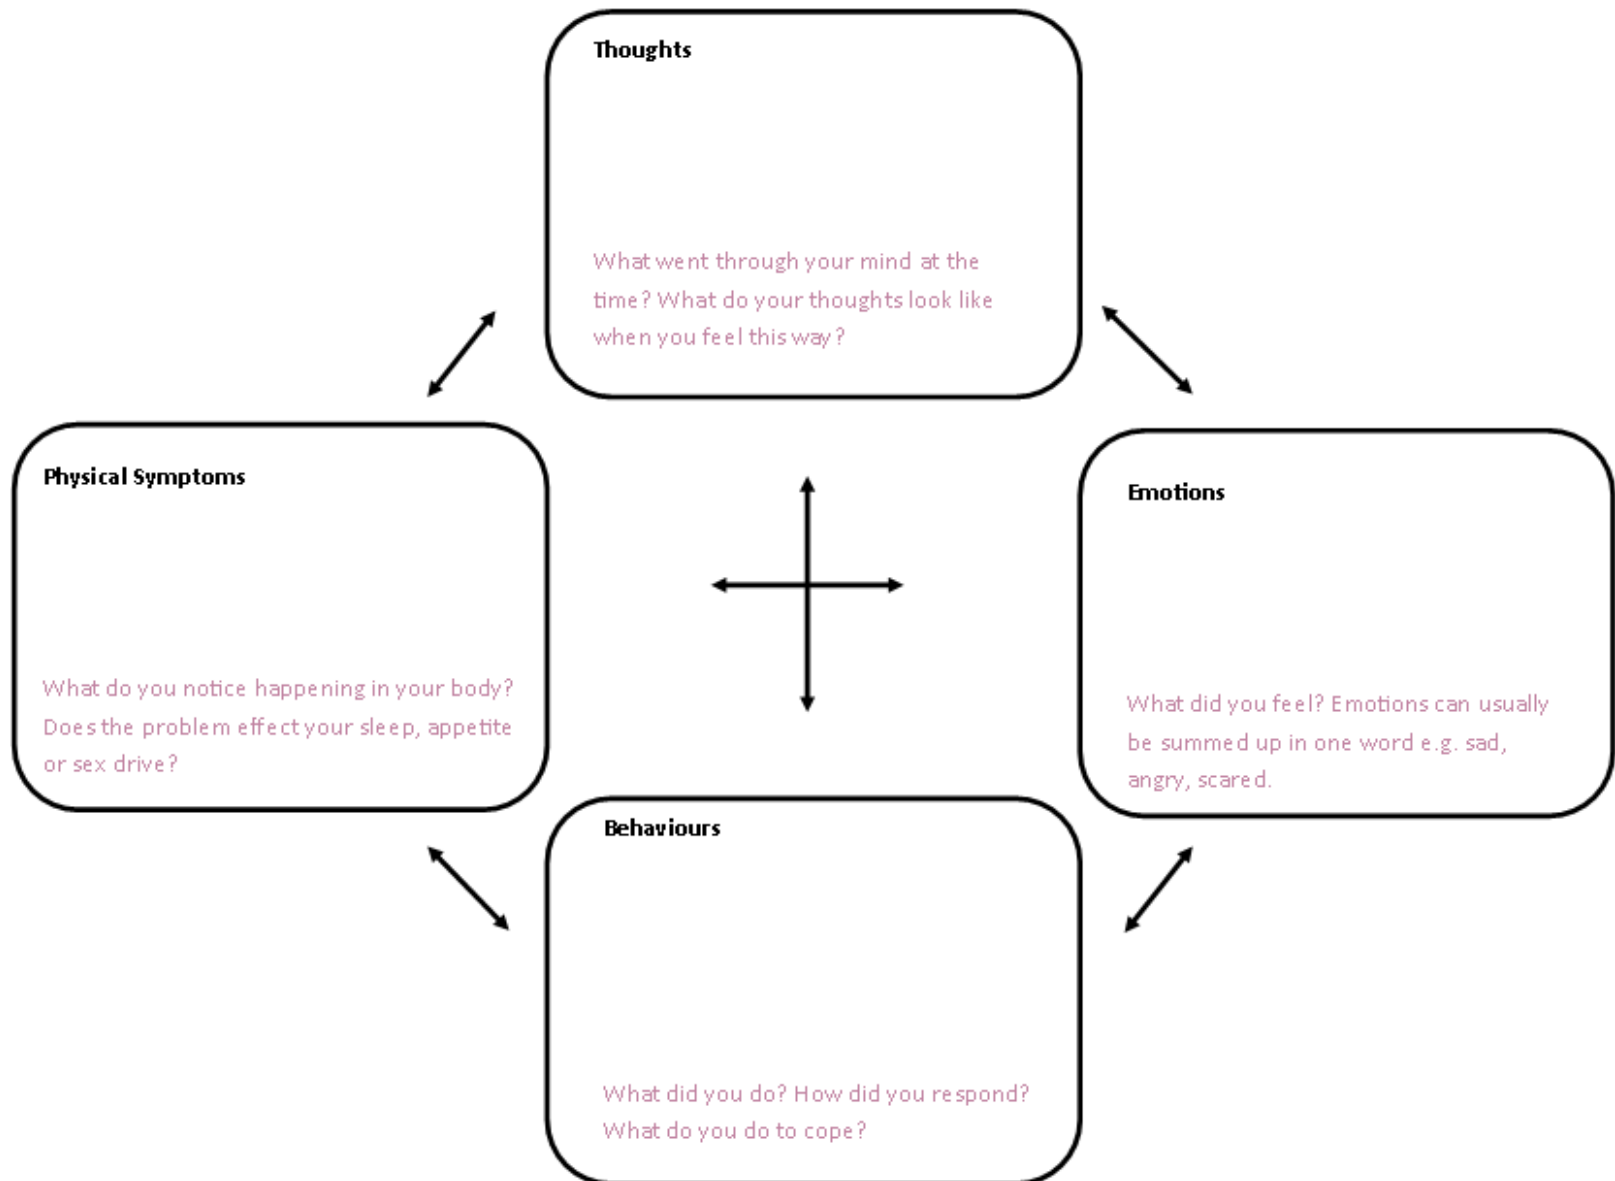 Thoughts
What went through your mind at the
time? What do your thoughts look like
when you feel this way?
Physical Symptoms
What do you notice happening in your body?
Does the problem effect your sleep, appetite
or sex drive?
Emotions
What did you feel? Emotions can usually
be summed up in one word e.g. sad,
angry, scared.
Behaviours
What did you do? How did you respond?
What do you do to cope?